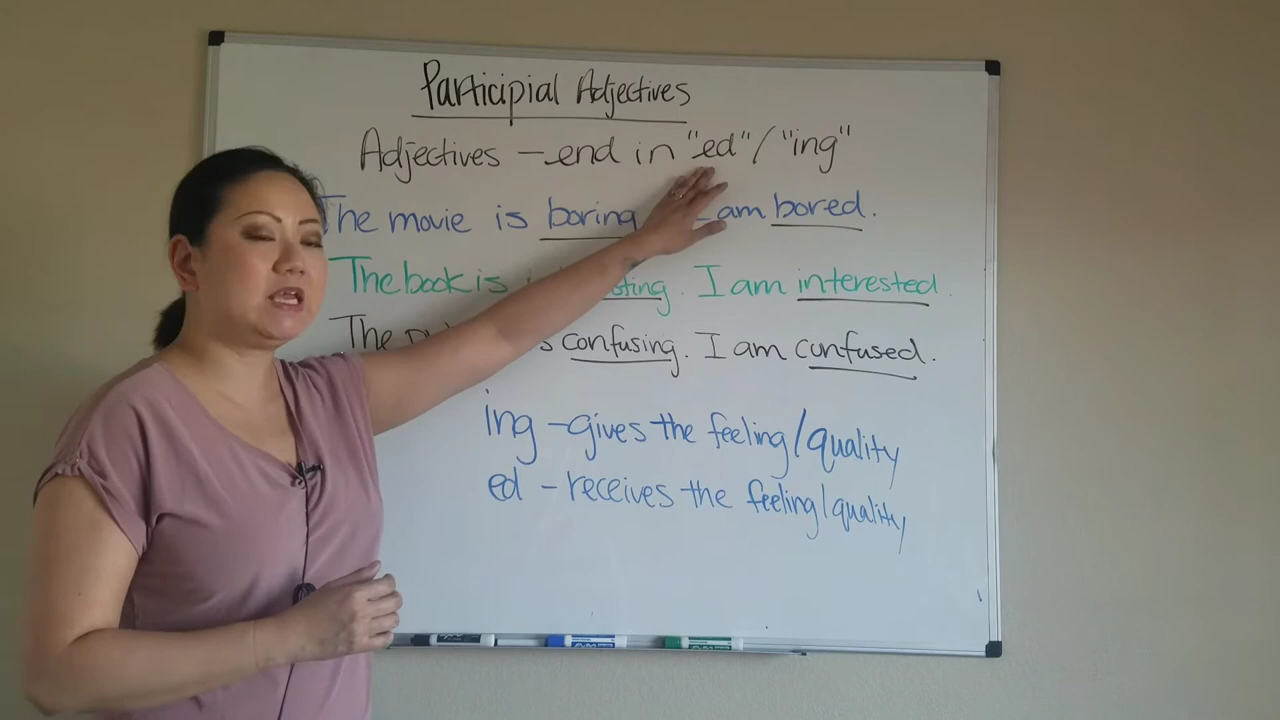 Participial Adjectives
Adjectives - end in "ed" / "ing"
The movie is boring am bored.
The book is I am interested.
The confusing. I am confused.
ing - gives the feeling/quality
ed - receives the feeling/quality